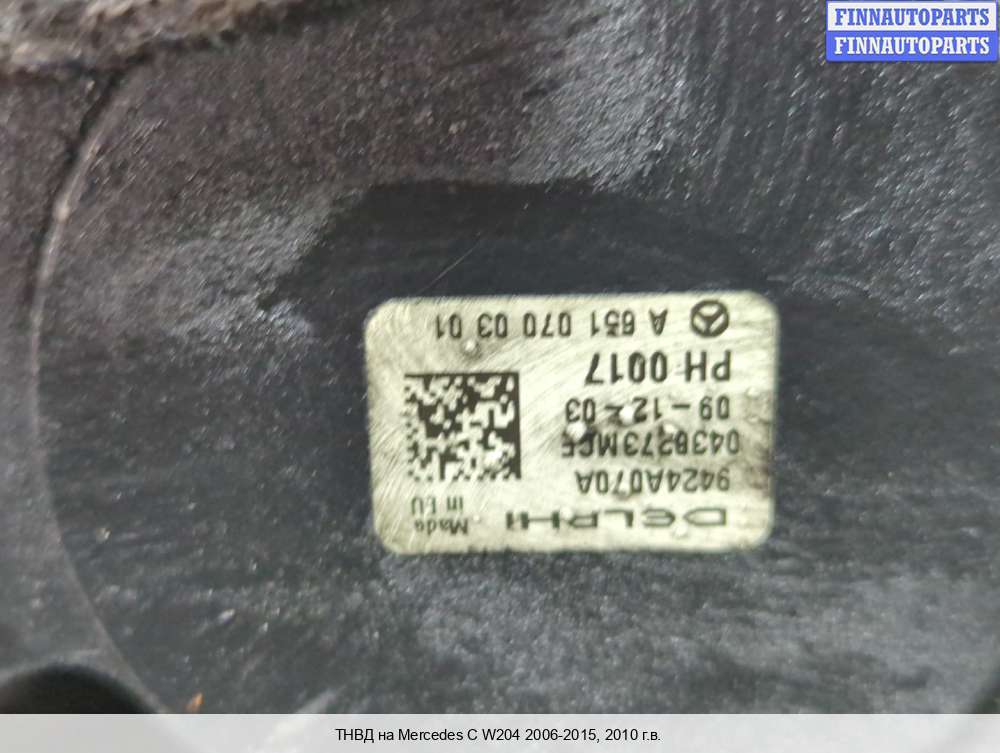 FINNAUTOPARTS
FINNAUTOPARTS
DELPHI
Made
in EU
9424A070A
0438273MCE
09-12-03
PH 0017
A 651 070 03 01
ТНВД на Mercedes C W204 2006-2015, 2010 г.в.